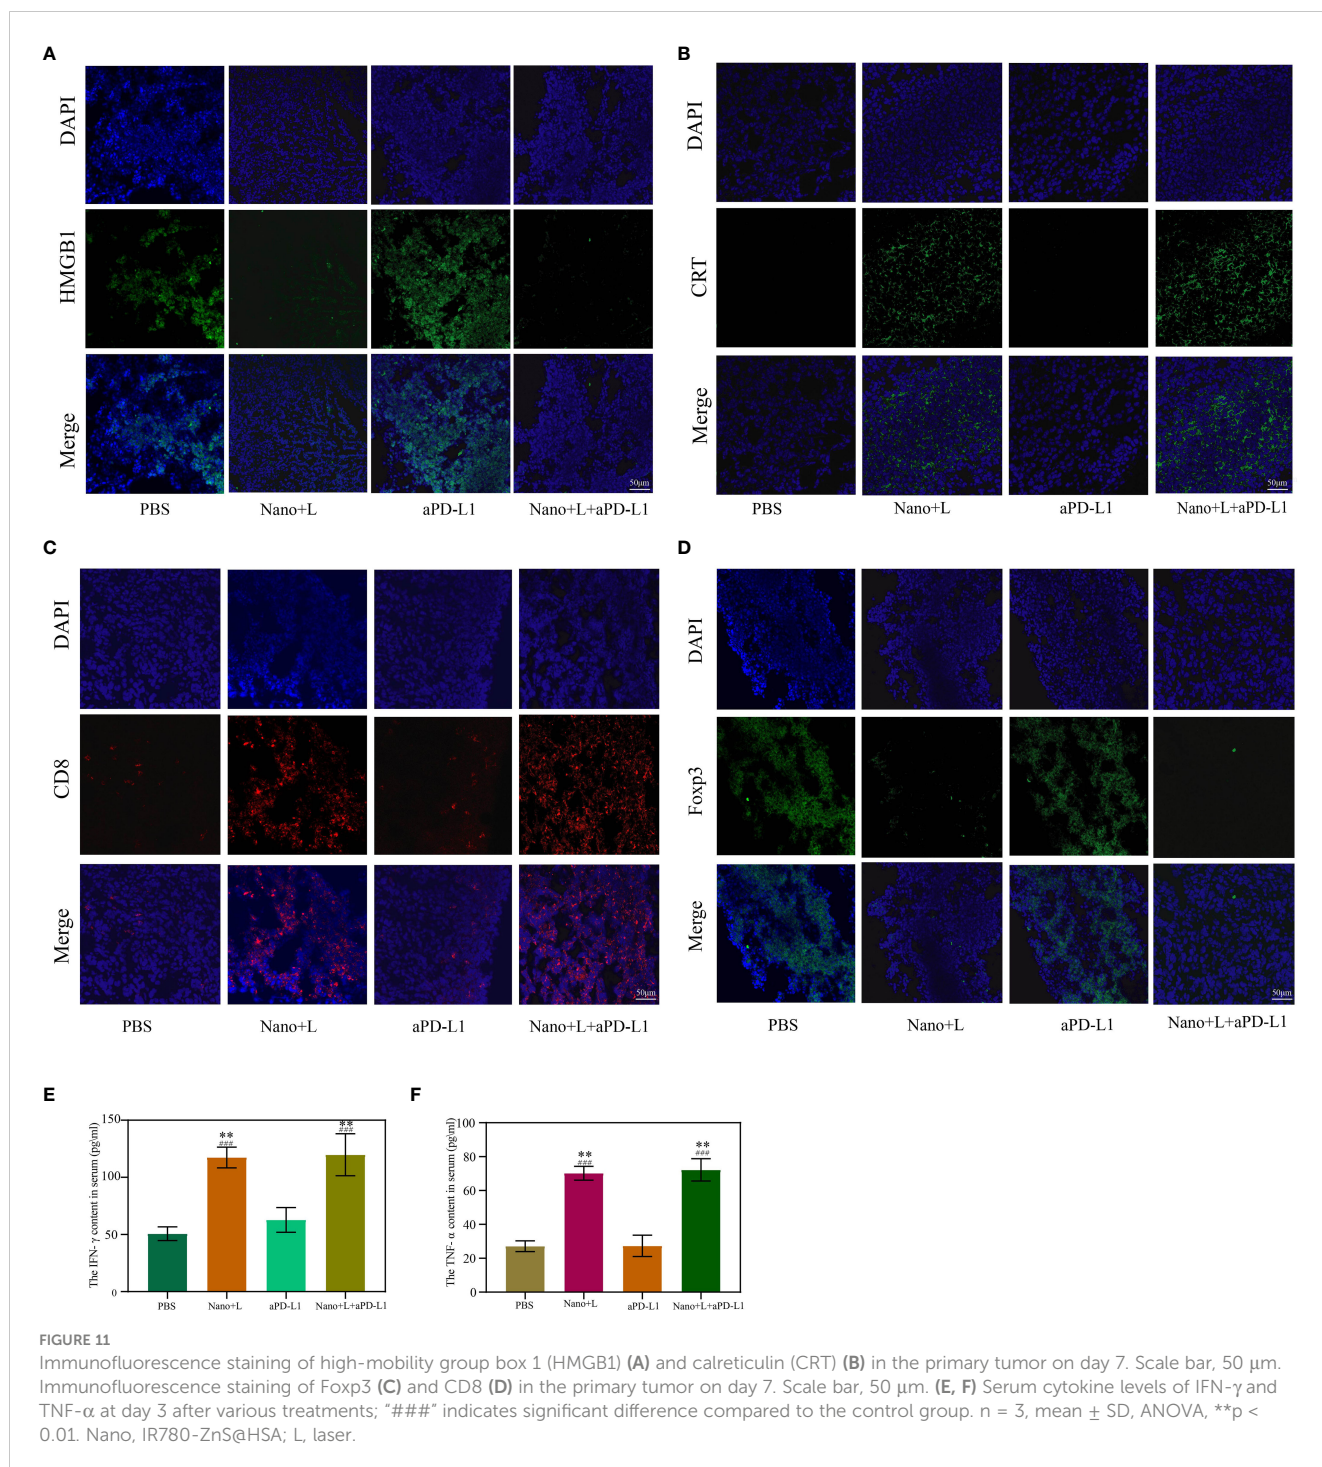 A
B
DAPI
HMGB1
Merge
PBS
Nano+L
aPD-L1
Nano+L+aPD-L1
50μm
DAPI
CRT
Merge
PBS
Nano+L
aPD-L1
Nano+L+aPD-L1
50μm
C
D
DAPI
CD8
Merge
PBS
Nano+L
aPD-L1
Nano+L+aPD-L1
50μm
DAPI
Foxp3
Merge
PBS
Nano+L
aPD-L1
Nano+L+aPD-L1
50μm
E
The IFN- γ content in serum (pg\ml)
150
100
50
0
**
###
**
###
PBS
Nano+L
aPD-L1
Nano+L+aPD-L1
F
The TNF- α content in serum (pg\ml)
100
80
60
40
20
0
**
###
**
###
PBS
Nano+L
aPD-L1
Nano+L+aPD-L1
FIGURE 11
Immunofluorescence staining of high-mobility group box 1 (HMGB1) (A) and calreticulin (CRT) (B) in the primary tumor on day 7. Scale bar, 50 μm.
Immunofluorescence staining of Foxp3 (C) and CD8 (D) in the primary tumor on day 7. Scale bar, 50 μm. (E, F) Serum cytokine levels of IFN-γ and
TNF-α at day 3 after various treatments; “###” indicates significant difference compared to the control group. n = 3, mean ± SD, ANOVA, **p <
0.01. Nano, IR780-ZnS@HSA; L, laser.